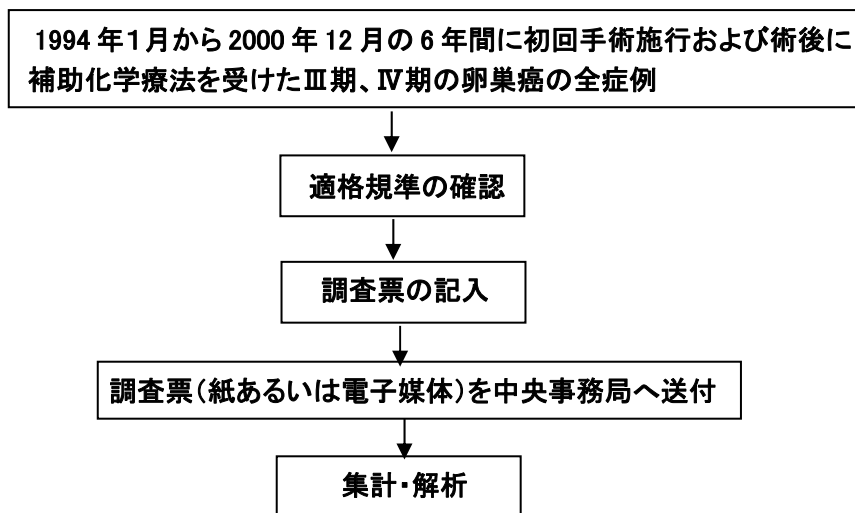 1994年1月から2000年12月の6年間に初回手術施行および術後に
補助化学療法を受けたⅢ期、Ⅳ期の卵巣癌の全症例
適格規準の確認
調査票の記入
調査票(紙あるいは電子媒体)を中央事務局へ送付
集計・解析